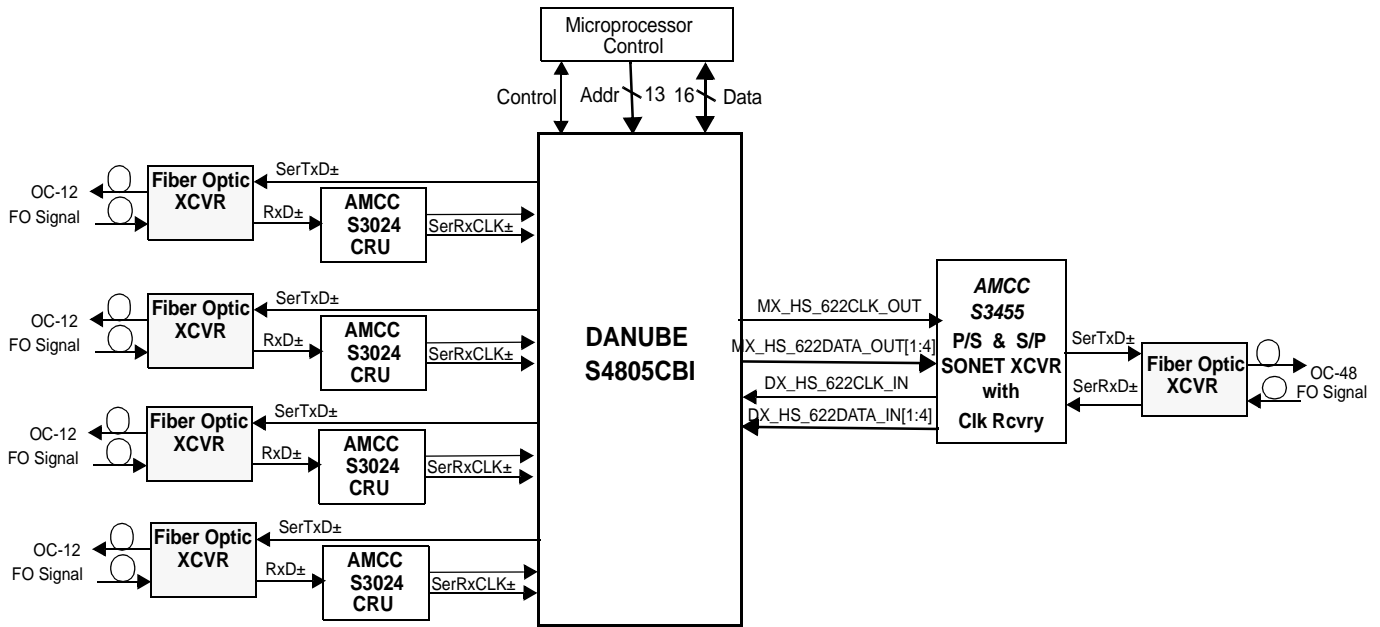 Microprocessor
Control
Control
Addr
13
16
Data
OC-12
FO Signal
Fiber Optic
XCVR
SerTxD±
RxD±
AMCC
S3024
CRU
SerRxCLK±
OC-12
FO Signal
Fiber Optic
XCVR
SerTxD±
RxD±
AMCC
S3024
CRU
SerRxCLK±
OC-12
FO Signal
Fiber Optic
XCVR
SerTxD±
RxD±
AMCC
S3024
CRU
SerRxCLK±
OC-12
FO Signal
Fiber Optic
XCVR
SerTxD±
RxD±
AMCC
S3024
CRU
SerRxCLK±
DANUBE
S4805CBI
MX_HS_622CLK_OUT
MX_HS_622DATA_OUT[1:4]
DX_HS_622CLK_IN
DX_HS_622DATA_IN[1:4]
AMCC
S3455
P/S & S/P
SONET XCVR
with
Clk Rcvry
SerTxD±
SerRxD±
Fiber Optic
XCVR
OC-48
FO Signal